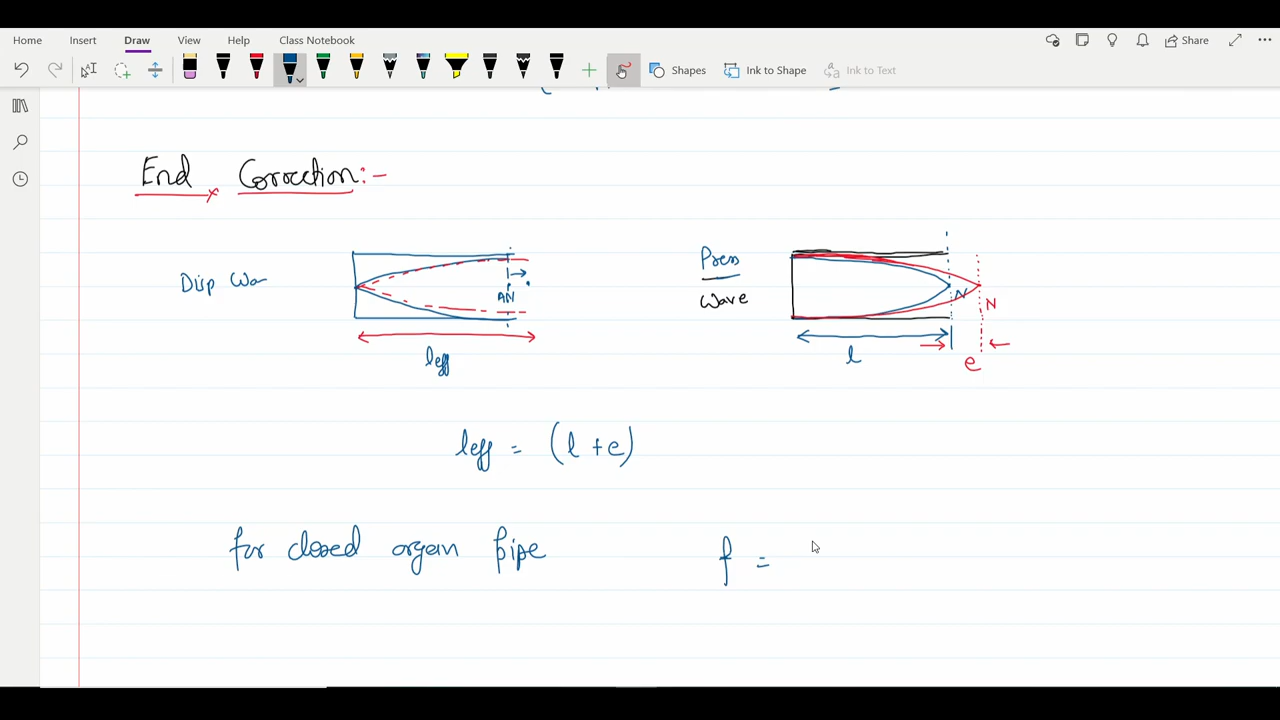 Home Insert Draw View Help Class Notebook Share
Shapes Ink to Shape Ink to Text
End Correction:-
Disp Wa
AN
leff
Press
Wave
N
N
l
e
leff = (l + e)
for closed organ pipe f =